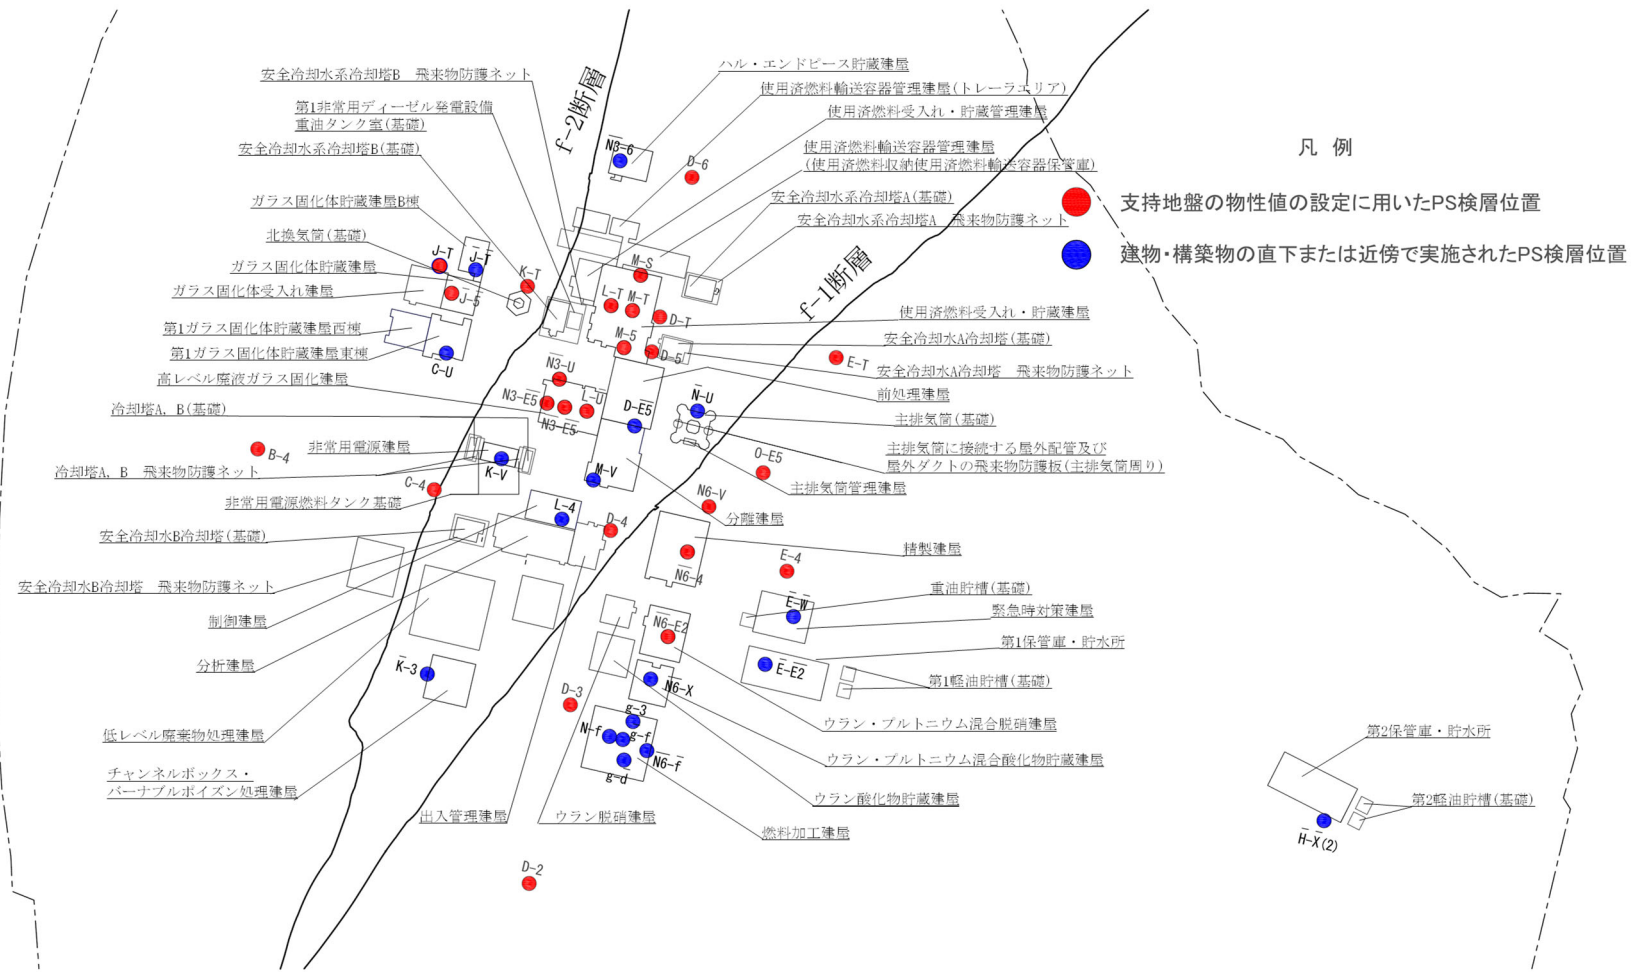 安全冷却水系冷却塔B　飛来物防護ネット
第1非常用ディーゼル発電設備
重油タンク室(基礎)
安全冷却水系冷却塔B(基礎)
ガラス固化体貯蔵建屋B棟
北換気筒(基礎)
ガラス固化体貯蔵建屋
ガラス固化体受入れ建屋
第1ガラス固化体貯蔵建屋西棟
第1ガラス固化体貯蔵建屋東棟
高レベル廃液ガラス固化建屋
冷却塔A, B(基礎)
非常用電源建屋
冷却塔A, B　飛来物防護ネット
非常用電源燃料タンク基礎
安全冷却水B冷却塔(基礎)
安全冷却水B冷却塔　飛来物防護ネット
制御建屋
分析建屋
低レベル廃棄物処理建屋
チャンネルボックス・
バーナブルポイズン処理建屋
出入管理建屋
ウラン脱硝建屋
f-2断層
f-1断層
ハル・エンドピース貯蔵建屋
使用済燃料輸送容器管理建屋(トレーラエリア)
使用済燃料受入れ・貯蔵管理建屋
使用済燃料輸送容器管理建屋
(使用済燃料収納使用済燃料輸送容器保管庫)
安全冷却水系冷却塔A(基礎)
安全冷却水系冷却塔A　飛来物防護ネット
使用済燃料受入れ・貯蔵建屋
安全冷却水A冷却塔(基礎)
安全冷却水A冷却塔　飛来物防護ネット
前処理建屋
主排気筒(基礎)
主排気筒に接続する屋外配管及び
屋外ダクトの飛来物防護板(主排気筒周り)
主排気筒管理建屋
分離建屋
精製建屋
重油貯槽(基礎)
緊急時対策建屋
第1保管庫・貯水所
第1軽油貯槽(基礎)
ウラン・プルトニウム混合脱硝建屋
ウラン・プルトニウム混合酸化物貯蔵建屋
ウラン酸化物貯蔵建屋
燃料加工建屋
第2保管庫・貯水所
第2軽油貯槽(基礎)
凡 例
支持地盤の物性値の設定に用いたPS検層位置
建物・構築物の直下または近傍で実施されたPS検層位置
N̅3-6
D-6
J-T
J̅-T̅
J̅-5
K-T
M-S
L-T
M-T
D-T
M-5
D-5
E-T
C̅-U
N̅3-U
N3-E̅5̅
L-U̅
N̅3-E̅5̅
D-E̅5̅
N̅-U
B-4
K-V
C-4
M-V
O-E5
N6-V
L-4
D-4
N̅6-4
E-4
E̅-W̅
E̅-E̅2̅
K̅-3
N̅6-E̅2
N̅6-X
D-3
g-3
N-f
g-f
N̅6-f̅
g-d̅
D-2
H̅-X̅(2)